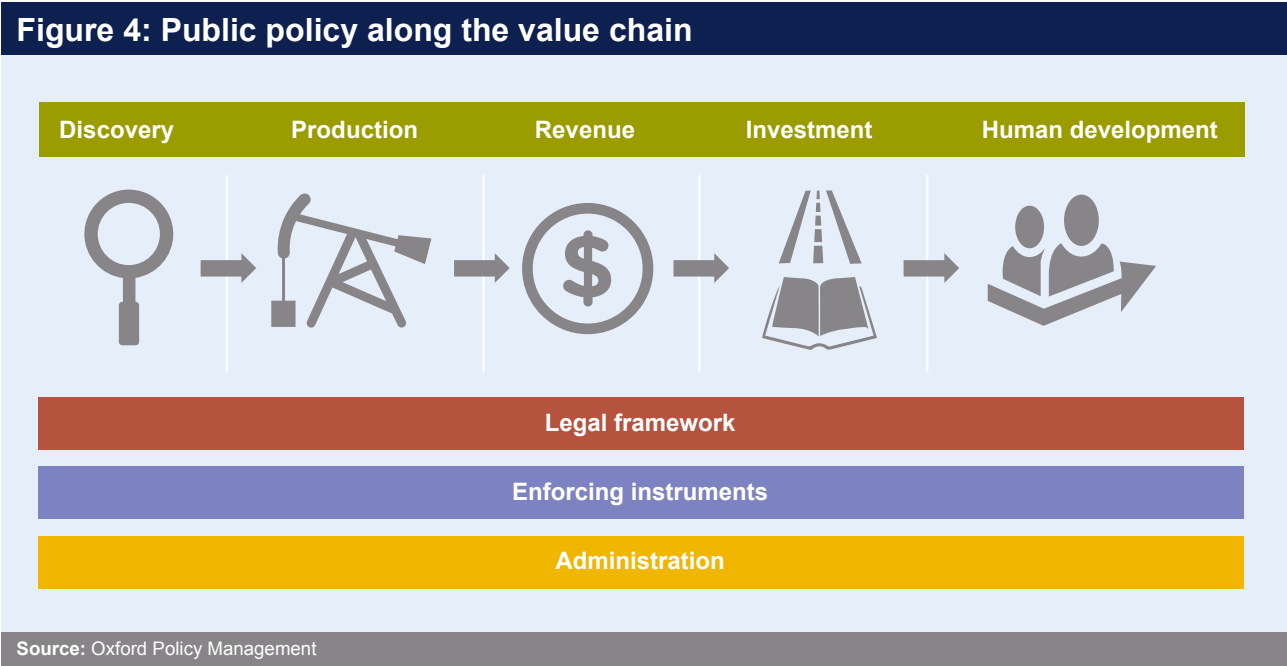 Figure 4: Public policy along the value chain
Discovery Production Revenue Investment Human development
$
Legal framework
Enforcing instruments
Administration
Source: Oxford Policy Management